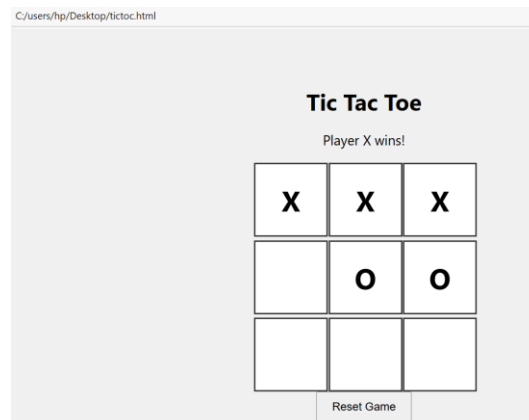 C:/users/hp/Desktop/tictoc.html
Tic Tac Toe
Player X wins!
X X X
O O
Reset Game